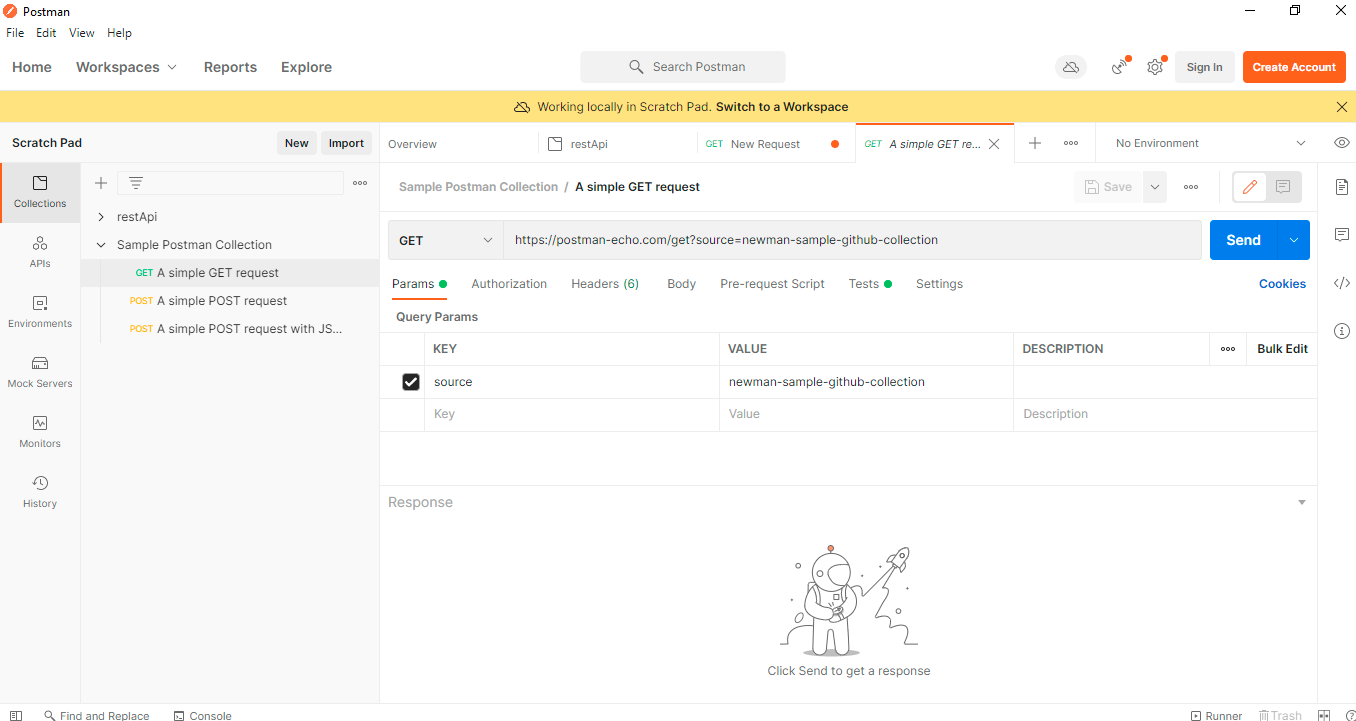 Postman
File Edit View Help
Home Workspaces Reports Explore Search Postman Sign In Create Account
Working locally in Scratch Pad. Switch to a Workspace
Scratch Pad New Import Overview restApi GET New Request GET A simple GET re... No Environment
Collections
APIs
Environments
Mock Servers
Monitors
History
restApi
Sample Postman Collection
GET A simple GET request
POST A simple POST request
POST A simple POST request with JS...
Sample Postman Collection / A simple GET request Save
GET https://postman-echo.com/get?source=newman-sample-github-collection Send
Params Authorization Headers (6) Body Pre-request Script Tests Settings Cookies
Query Params
KEY VALUE DESCRIPTION Bulk Edit
source newman-sample-github-collection
Key Value Description
Response
Click Send to get a response
Find and Replace Console Runner Trash